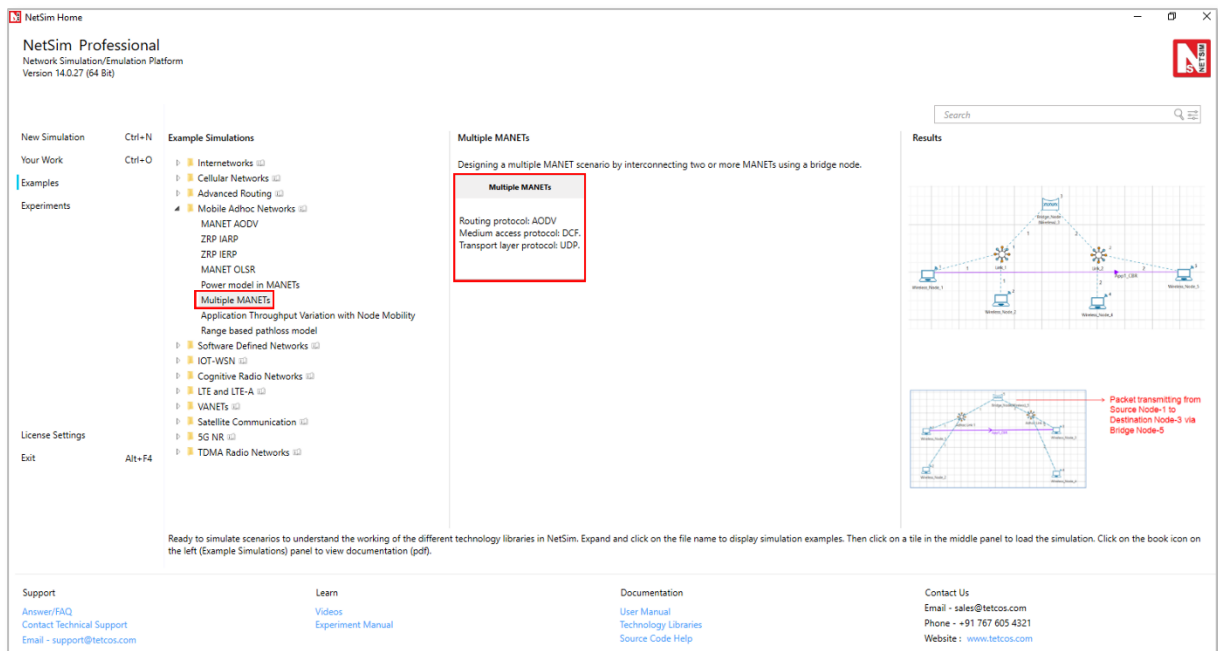 NetSim Home
NetSim Professional
Network Simulation/Emulation Platform
Version 14.0.27 (64 Bit)
NETSIM
Search
New Simulation Ctrl+N
Your Work Ctrl+O
Examples
Experiments
License Settings
Exit Alt+F4
Example Simulations
Internetworks
Cellular Networks
Advanced Routing
Mobile Adhoc Networks
MANET AODV
ZRP IARP
ZRP IERP
MANET OLSR
Power model in MANETs
Multiple MANETs
Application Throughput Variation with Node Mobility
Range based pathloss model
Software Defined Networks
IOT-WSN
Cognitive Radio Networks
LTE and LTE-A
VANETs
Satellite Communication
5G NR
TDMA Radio Networks
Multiple MANETs
Designing a multiple MANET scenario by interconnecting two or more MANETs using a bridge node.
Multiple MANETs
Routing protocol: AODV
Medium access protocol: DCF.
Transport layer protocol: UDP.
Results
Wireless_Node_1
Wireless_Node_2
Wireless_Node_4
Wireless_Node_5
App1_CBR
Packet transmitting from
Source Node-1 to
Destination Node-3 via
Bridge Node-5
Ready to simulate scenarios to understand the working of the different technology libraries in NetSim. Expand and click on the file name to display simulation examples. Then click on a tile in the middle panel to load the simulation. Click on the book icon on
the left (Example Simulations) panel to view documentation (pdf).
Support
Answer/FAQ
Contact Technical Support
Email - support@tetcos.com
Learn
Videos
Experiment Manual
Documentation
User Manual
Technology Libraries
Source Code Help
Contact Us
Email - sales@tetcos.com
Phone - +91 767 605 4321
Website : www.tetcos.com